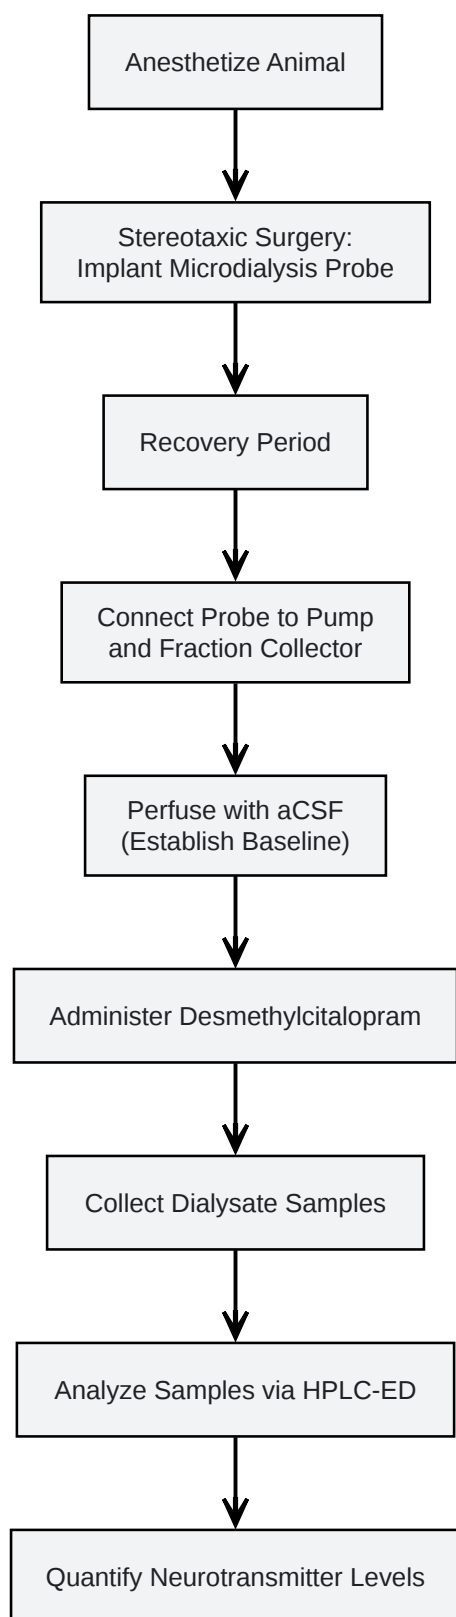 Anesthetize Animal
Stereotaxic Surgery:
Implant Microdialysis Probe
Recovery Period
Connect Probe to Pump
and Fraction Collector
Perfuse with aCSF
(Establish Baseline)
Administer Desmethylcitalopram
Collect Dialysate Samples
Analyze Samples via HPLC-ED
Quantify Neurotransmitter Levels